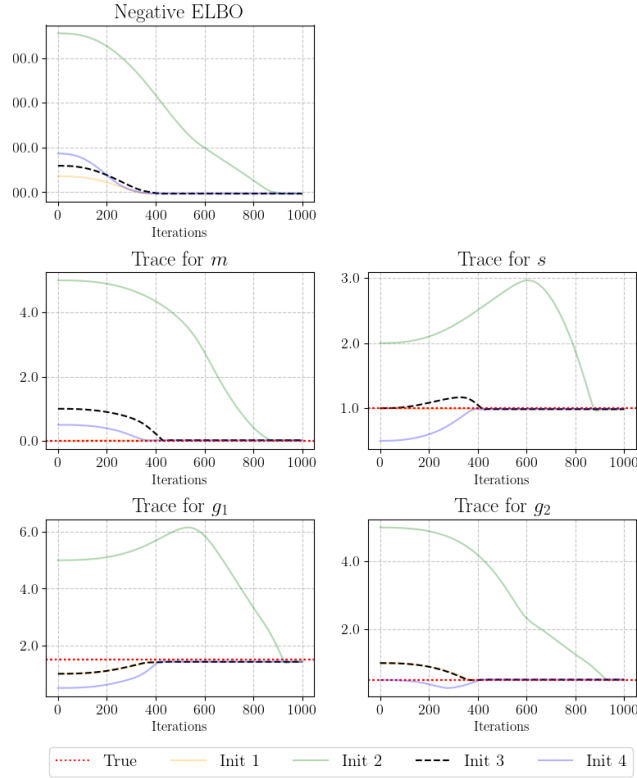 Negative ELBO
00.0
00.0
00.0
00.0
0 200 400 600 800 1000
Iterations
Trace for m
4.0
2.0
0.0
0 200 400 600 800 1000
Iterations
Trace for s
3.0
2.0
1.0
0 200 400 600 800 1000
Iterations
Trace for g₁
6.0
4.0
2.0
0 200 400 600 800 1000
Iterations
Trace for g₂
4.0
2.0
0 200 400 600 800 1000
Iterations
True Init 1 Init 2 Init 3 Init 4